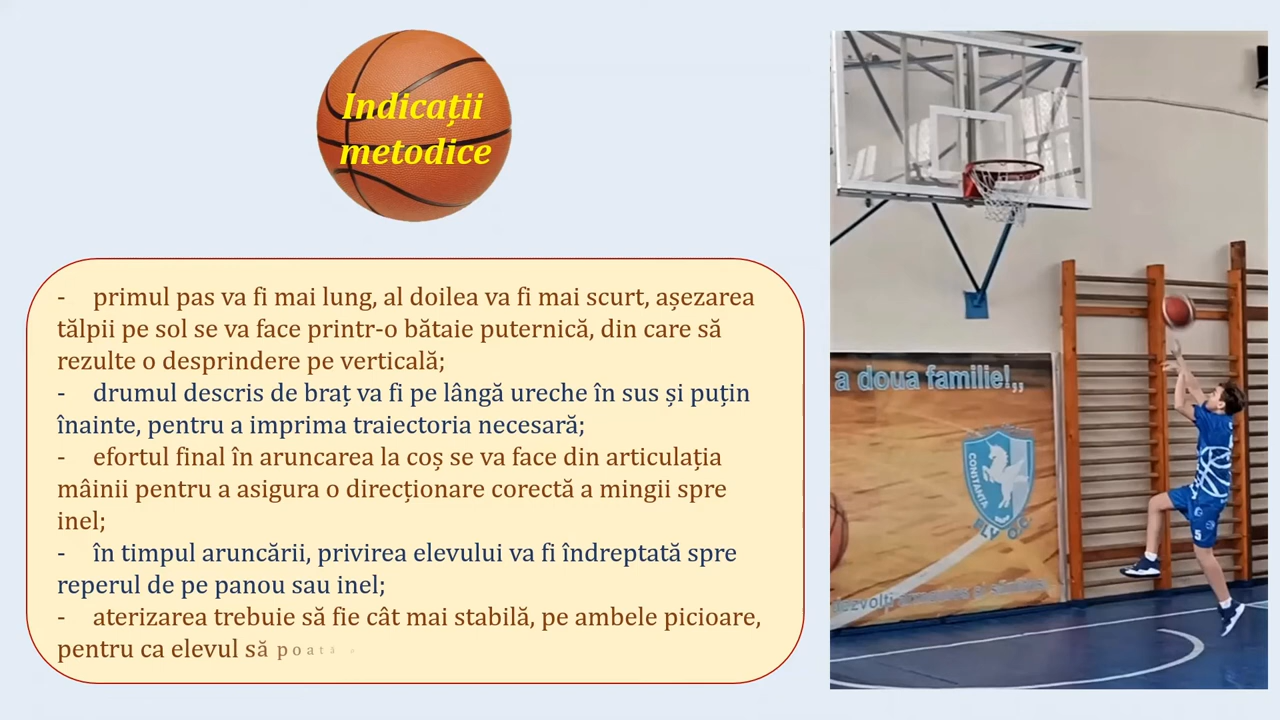 Indicații
metodice
- primul pas va fi mai lung, al doilea va fi mai scurt, așezarea
tălpii pe sol se va face printr-o bătaie puternică, din care să
rezulte o desprindere pe verticală;
- drumul descris de braț va fi pe lângă ureche în sus și puțin
înainte, pentru a imprima traiectoria necesară;
- efortul final în aruncarea la coș se va face din articulația
mâinii pentru a asigura o direcționare corectă a mingii spre
inel;
- în timpul aruncării, privirea elevului va fi îndreptată spre
reperul de pe panou sau inel;
- aterizarea trebuie să fie cât mai stabilă, pe ambele picioare,
pentru ca elevul să poată
a doua familie!,,
CONSTANTA
5